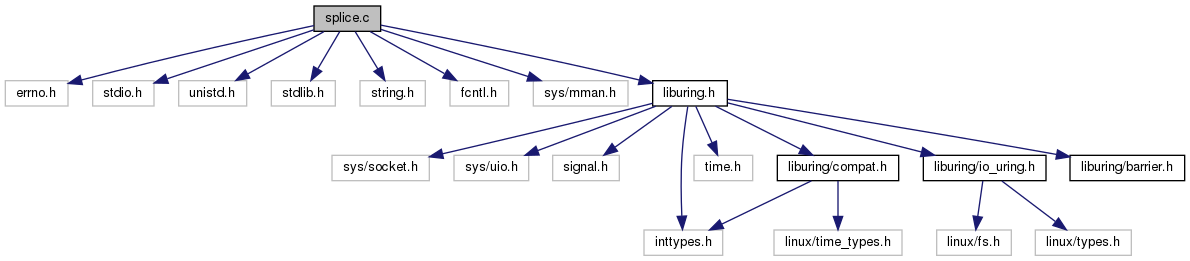 splice.c
errno.h
stdio.h
unistd.h
stdlib.h
string.h
fcntl.h
sys/mman.h
liburing.h
sys/socket.h
sys/uio.h
signal.h
time.h
liburing/compat.h
liburing/io_uring.h
liburing/barrier.h
inttypes.h
linux/time_types.h
linux/fs.h
linux/types.h